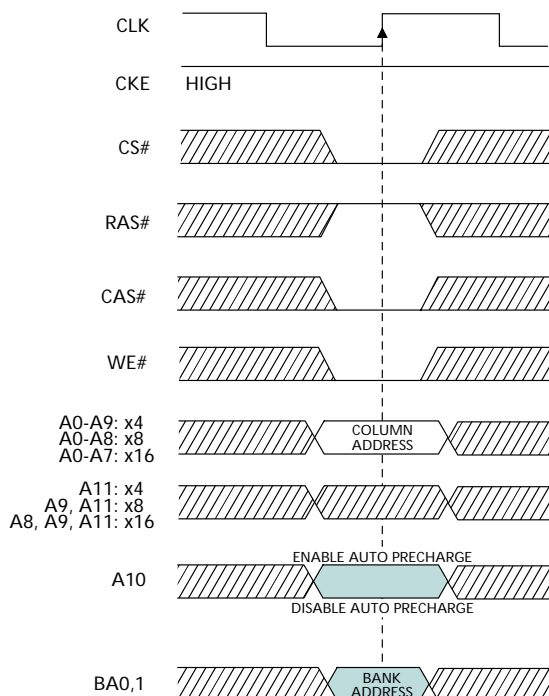 CLK
CKE HIGH
CS#
RAS#
CAS#
WE#
A0-A9: x4
A0-A8: x8
A0-A7: x16
COLUMN
ADDRESS
A11: x4
A9, A11: x8
A8, A9, A11: x16
ENABLE AUTO PRECHARGE
A10
DISABLE AUTO PRECHARGE
BA0,1
BANK
ADDRESS